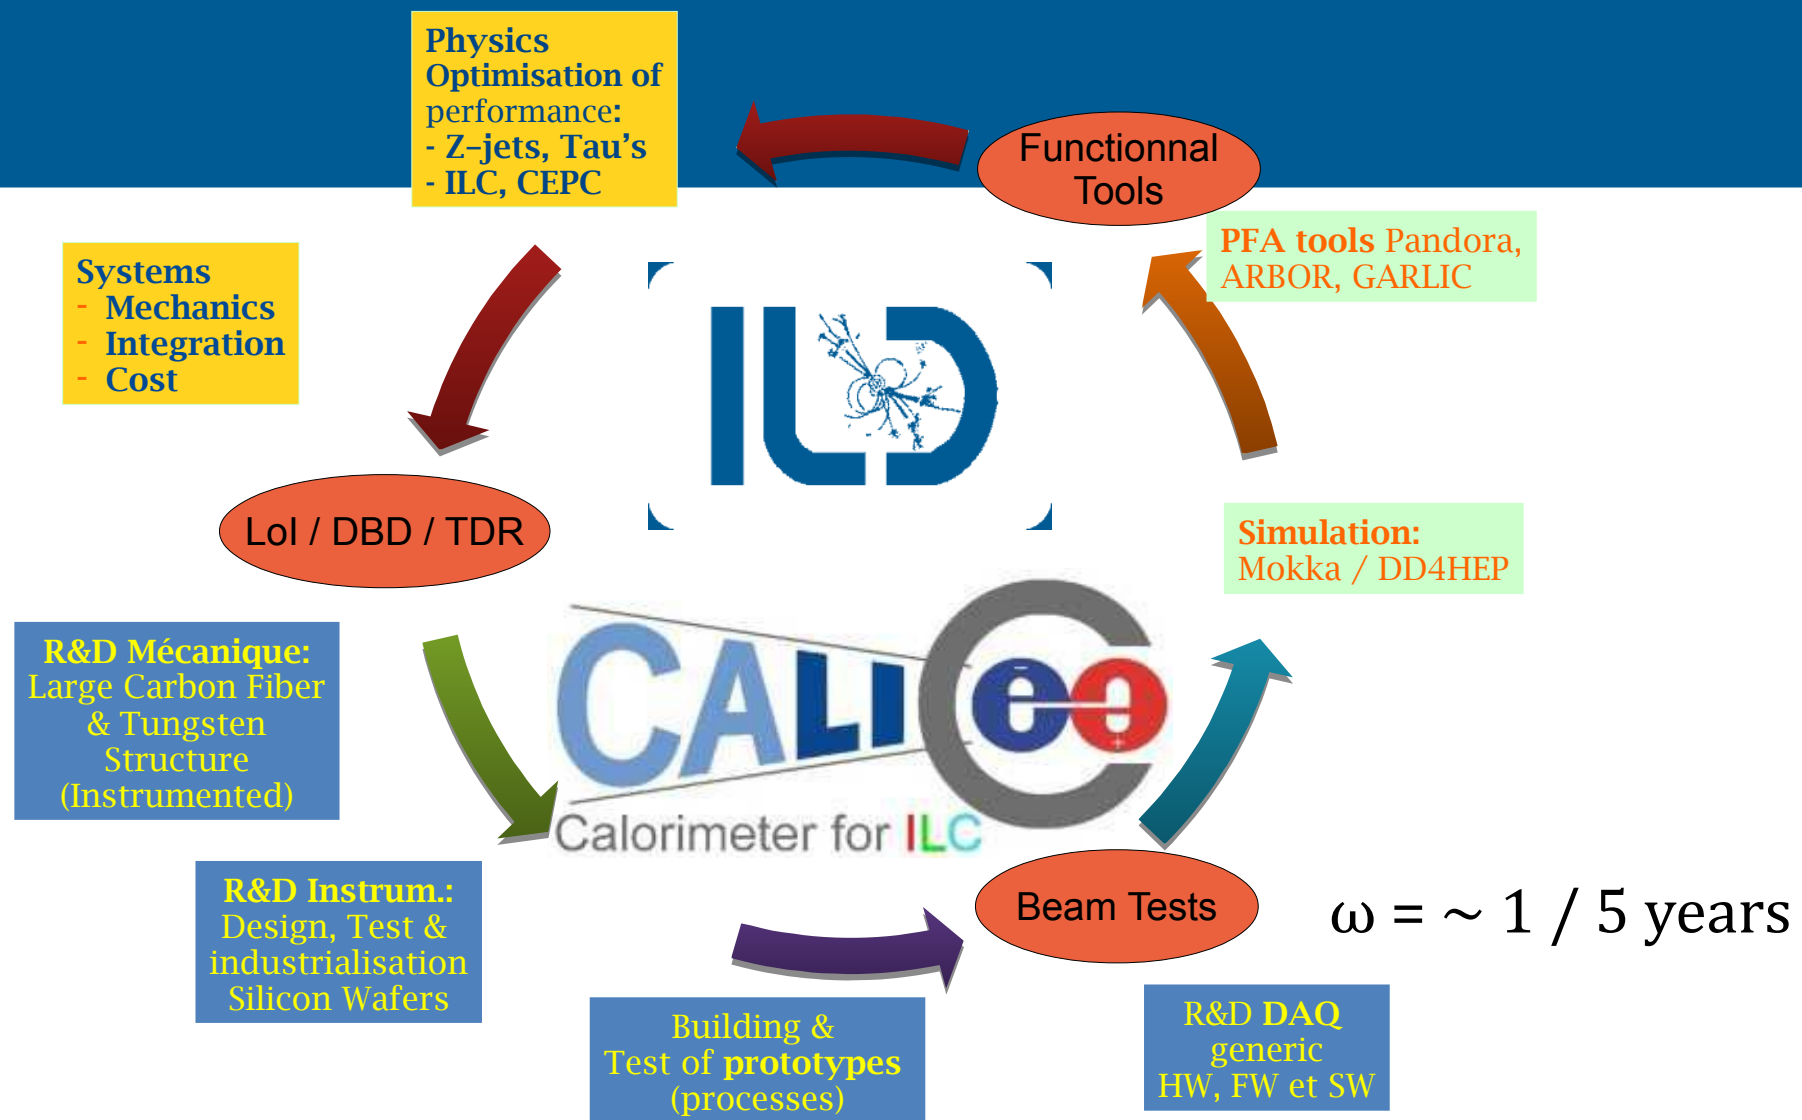 Physics
Optimisation of
performance:
- Z-jets, Tau's
- ILC, CEPC
Functionnal
Tools
PFA tools Pandora,
ARBOR, GARLIC
Systems
- Mechanics
- Integration
- Cost
ILD
LoI / DBD / TDR
Simulation:
Mokka / DD4HEP
R&D Mécanique:
Large Carbon Fiber
& Tungsten
Structure
(Instrumented)
CALICe
e
Calorimeter for ILC
R&D Instrum.:
Design, Test &
industrialisation
Silicon Wafers
Beam Tests
ω = ~ 1 / 5 years
Building &
Test of prototypes
(processes)
R&D DAQ
generic
HW, FW et SW